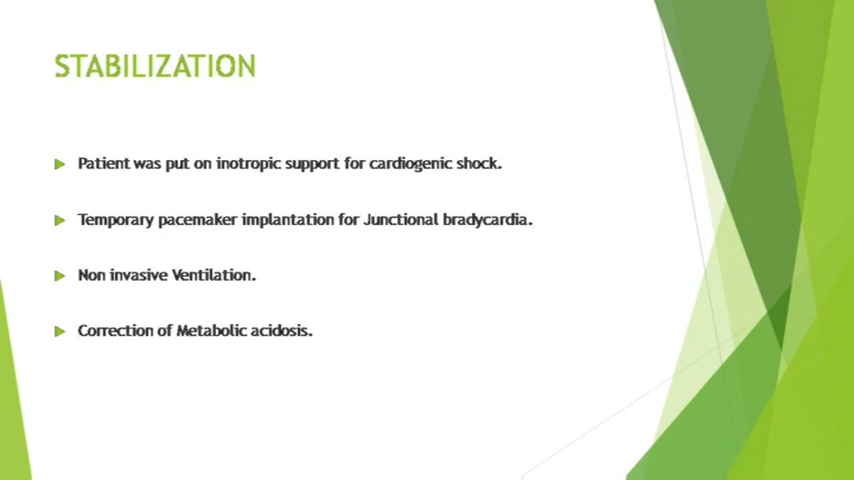 STABILIZATION
Patient was put on inotropic support for cardiogenic shock.
Temporary pacemaker implantation for Junctional bradycardia.
Non invasive Ventilation.
Correction of Metabolic acidosis.